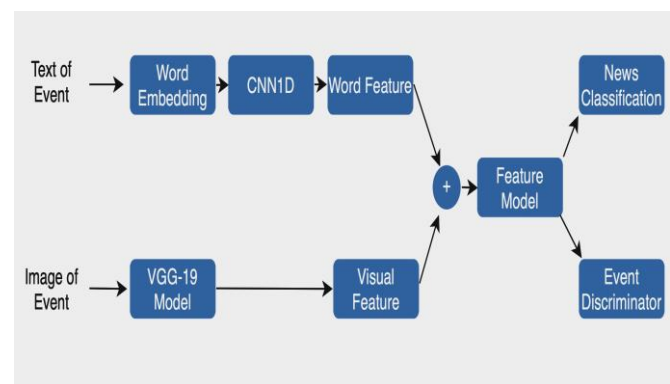 Text of
Event
Word
Embedding
CNN1D
Word Feature
News
Classification
+
Feature
Model
Image of
Event
VGG-19
Model
Visual
Feature
Event
Discriminator